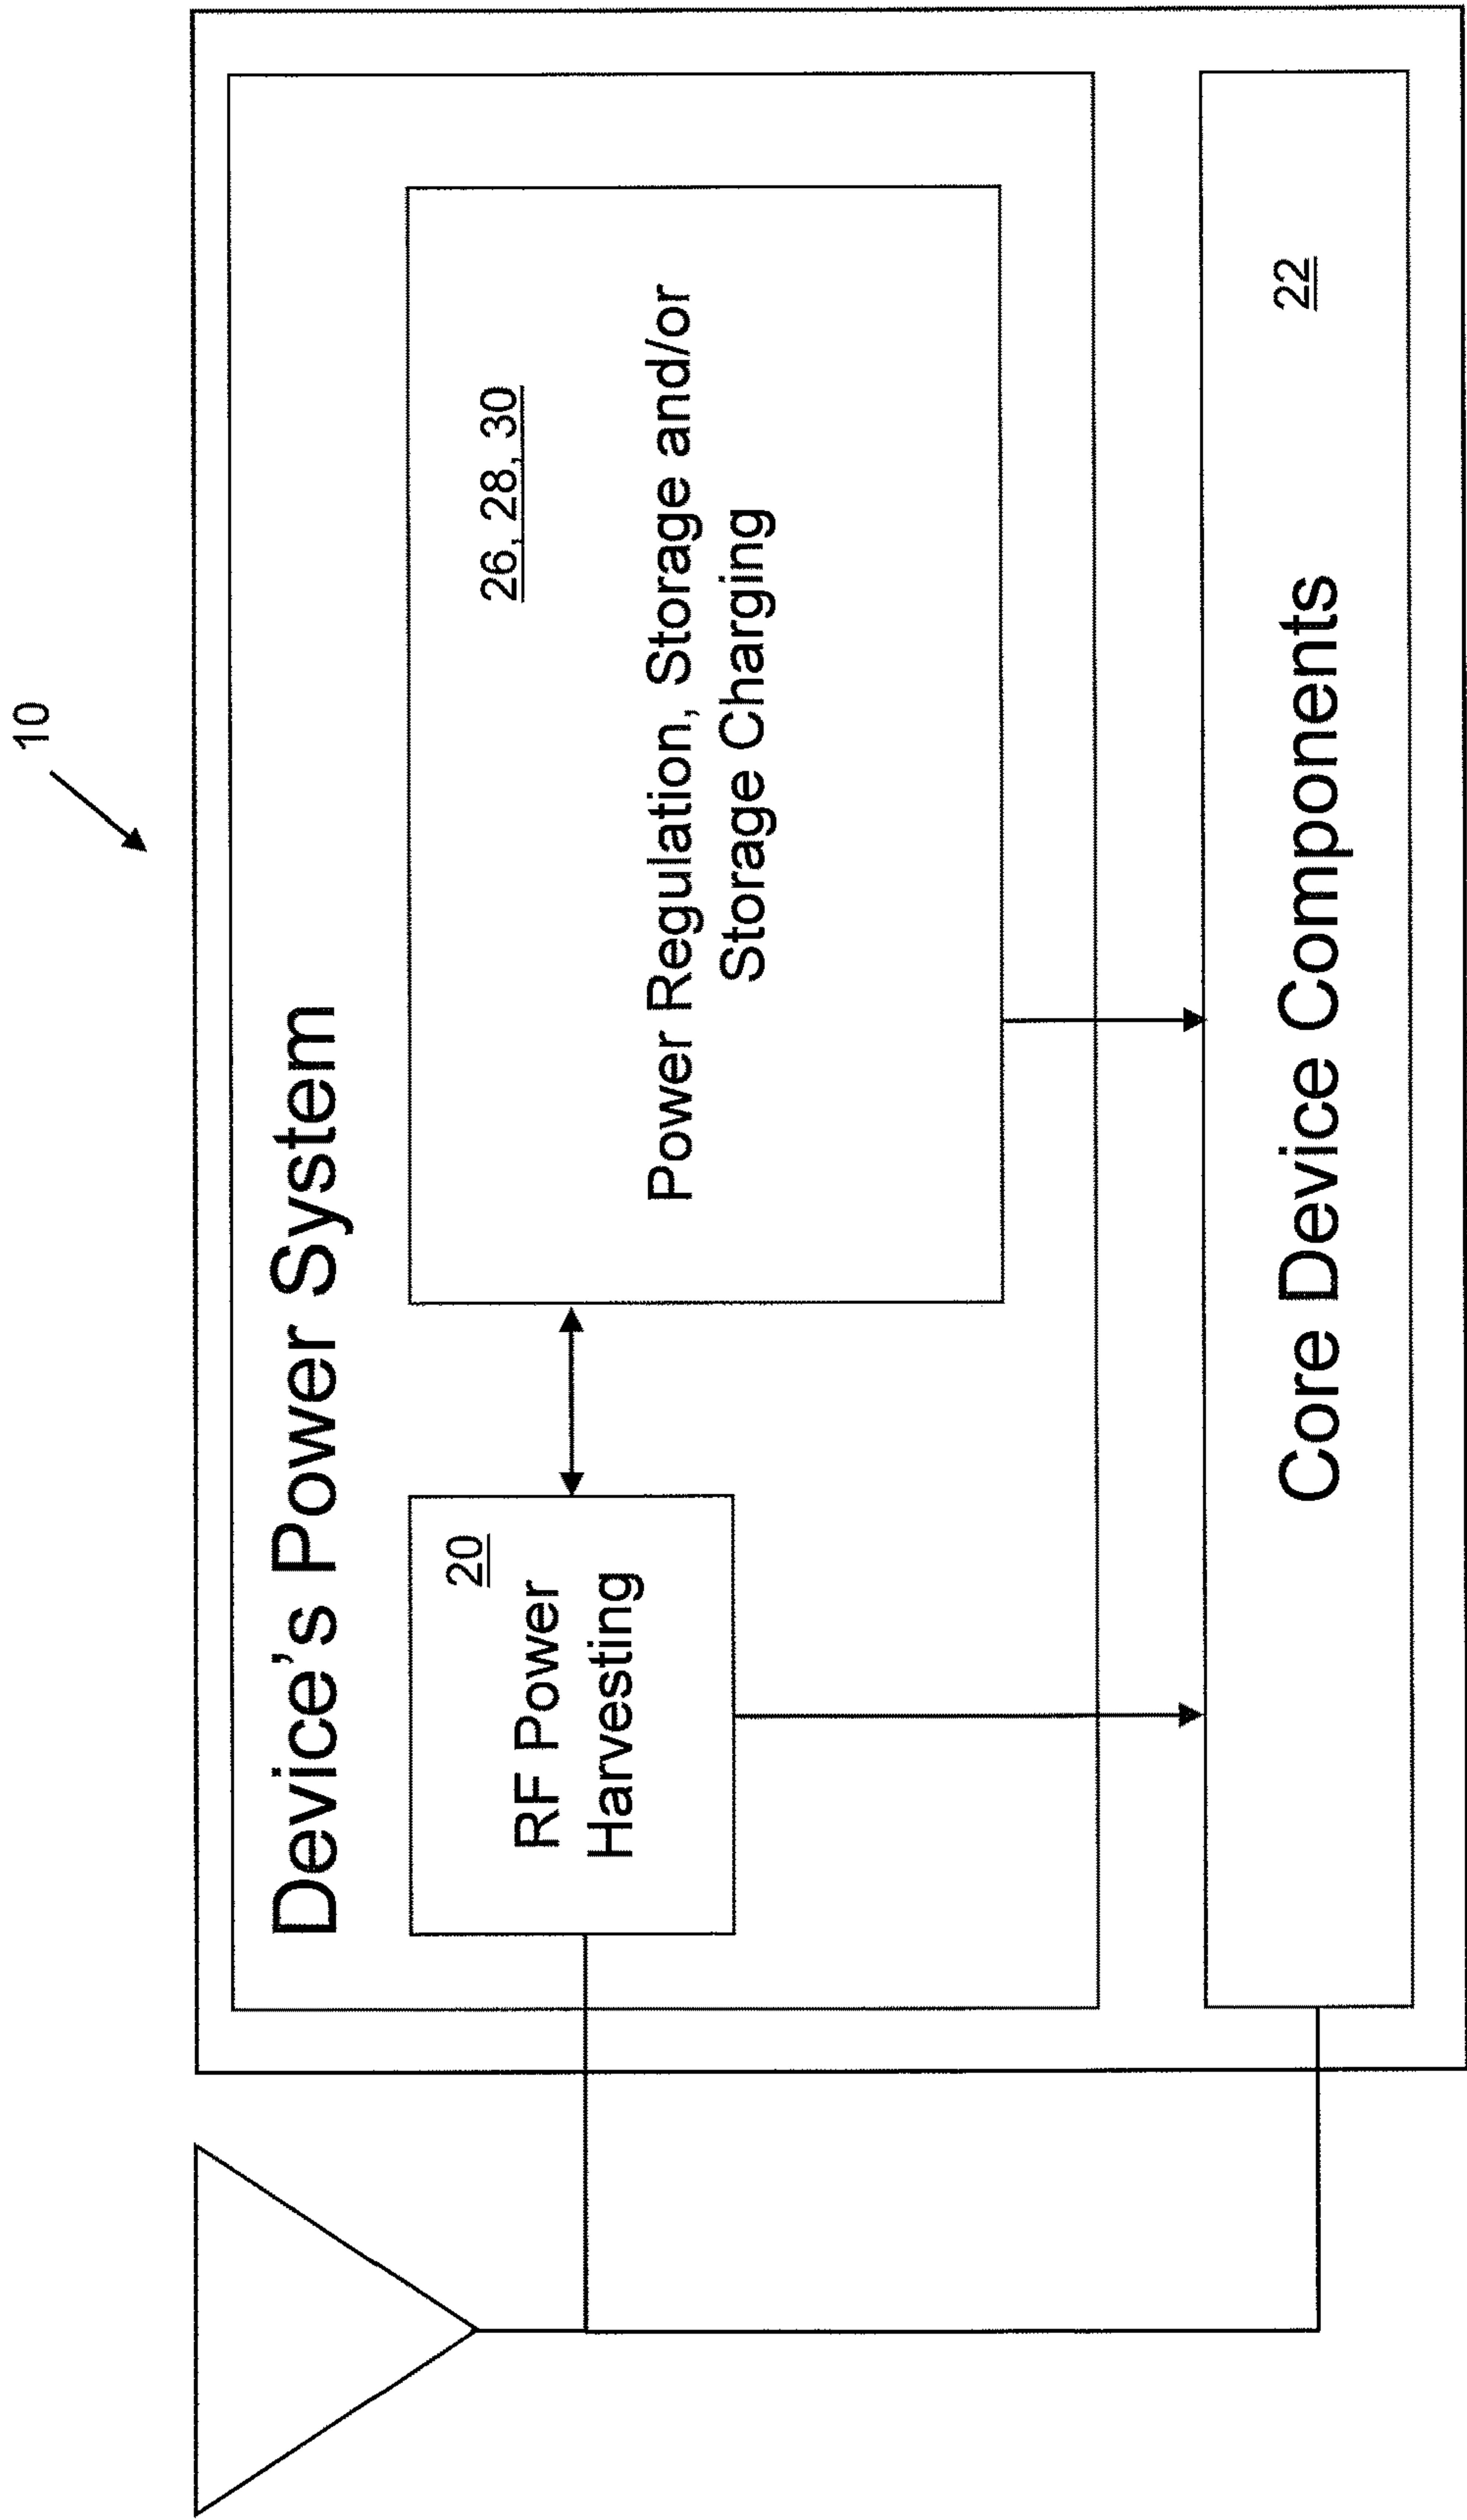 10
Device's Power System
20
RF Power
Harvesting
26, 28, 30
Power Regulation, Storage and/or
Storage Charging
22
Core Device Components